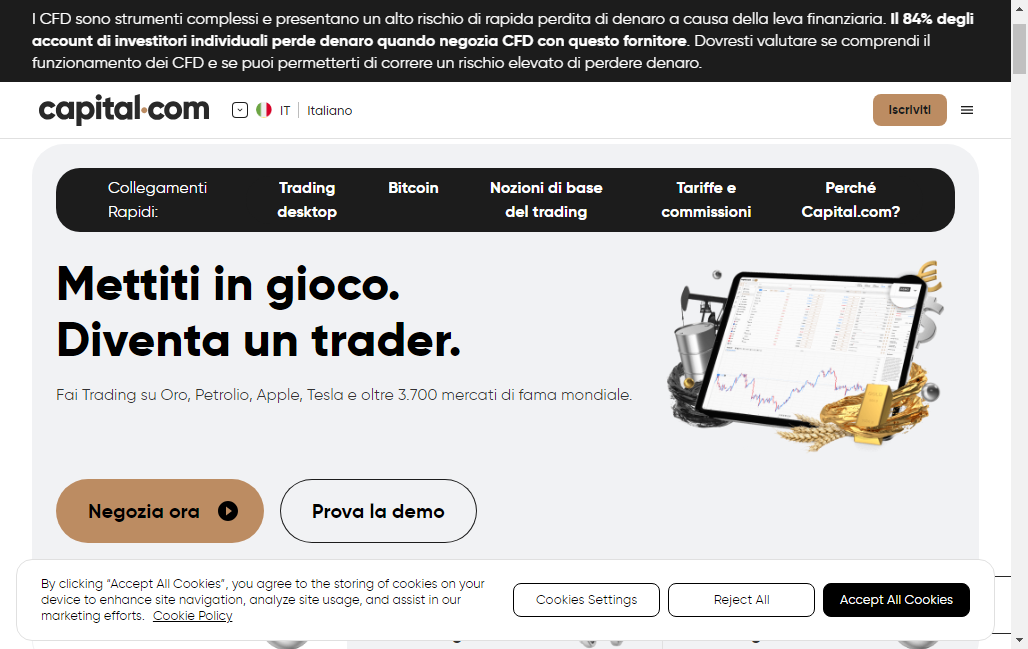 I CFD sono strumenti complessi e presentano un alto rischio di rapida perdita di denaro a causa della leva finanziaria. Il 84% degli
account di investitori individuali perde denaro quando negozia CFD con questo fornitore. Dovresti valutare se comprendi il
funzionamento dei CFD e se puoi permetterti di correre un rischio elevato di perdere denaro.
capital.com
IT Italiano
Iscriviti
Collegamenti
Rapidi:
Trading
desktop
Bitcoin
Nozioni di base
del trading
Tariffe e
commissioni
Perché
Capital.com?
Mettiti in gioco.
Diventa un trader.
Fai Trading su Oro, Petrolio, Apple, Tesla e oltre 3.700 mercati di fama mondiale.
Negozia ora
Prova la demo
By clicking “Accept All Cookies”, you agree to the storing of cookies on your
device to enhance site navigation, analyze site usage, and assist in our
marketing efforts. Cookie Policy
Cookies Settings
Reject All
Accept All Cookies